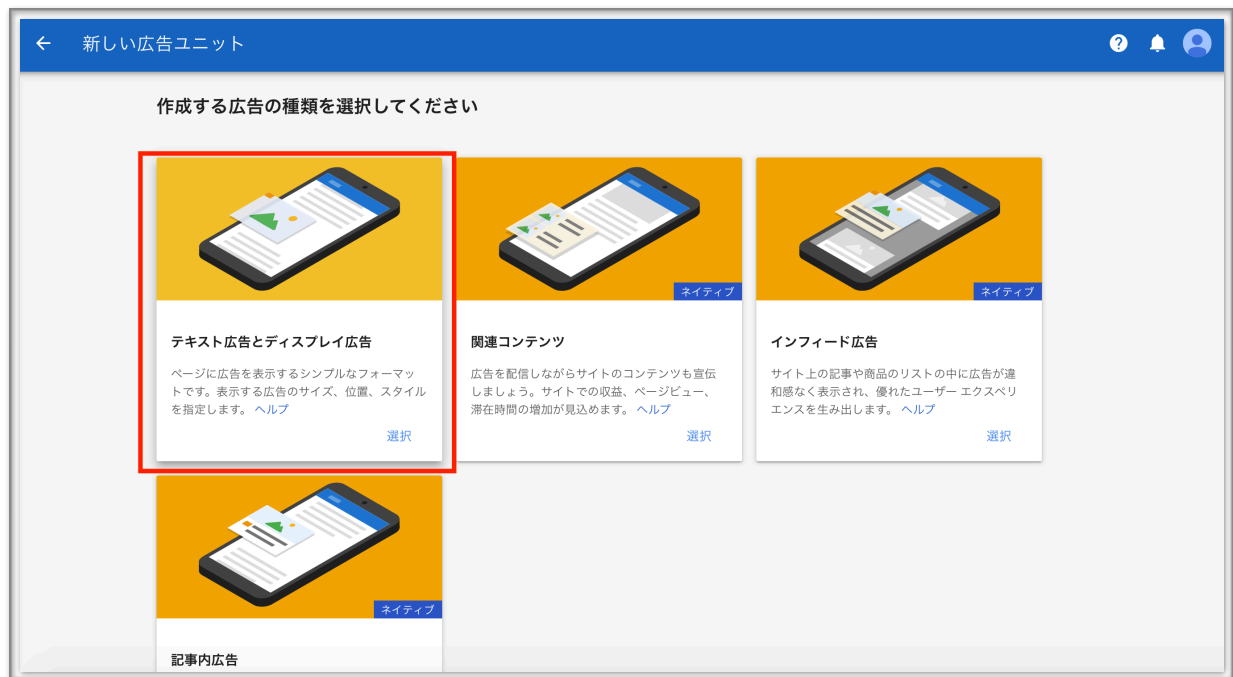 新しい広告ユニット
作成する広告の種類を選択してください
テキスト広告とディスプレイ広告
ページに広告を表示するシンプルなフォーマッ
トです。表示する広告のサイズ、位置、スタイル
を指定します。 ヘルプ
選択
ネイティブ
関連コンテンツ
広告を配信しながらサイトのコンテンツも宣伝
しましょう。サイトでの収益、ページビュー、
滞在時間の増加が見込めます。 ヘルプ
選択
ネイティブ
インフィード広告
サイト上の記事や商品のリストの中に広告が違
和感なく表示され、優れたユーザー エクスペリ
エンスを生み出します。 ヘルプ
選択
ネイティブ
記事内広告